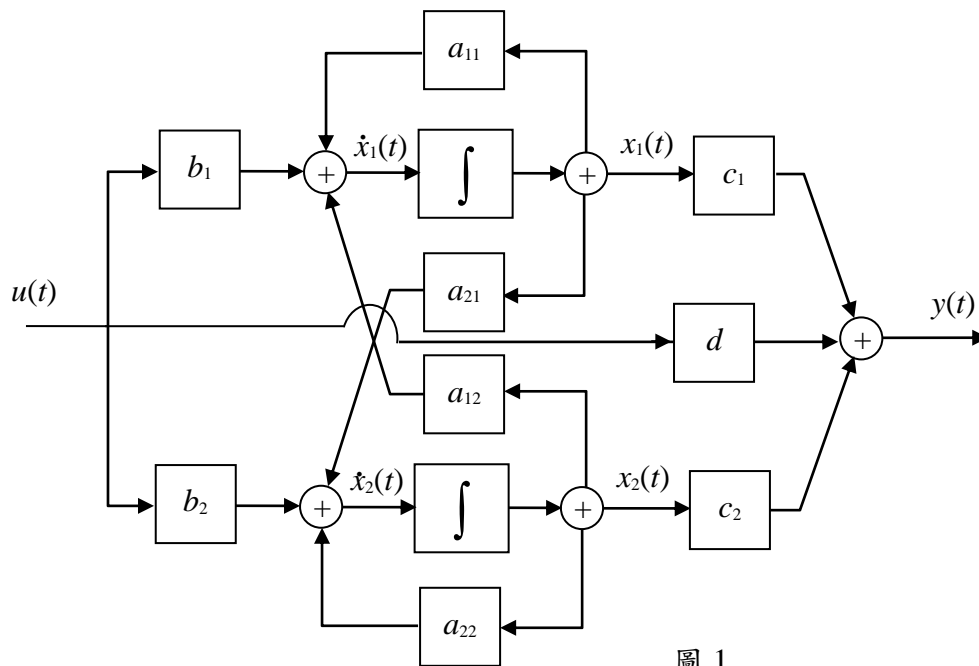 a₁₁
ẋ₁(t)
x₁(t)
b₁
+
∫
+
c₁
u(t)
a₂₁
y(t)
d
+
a₁₂
ẋ₂(t)
x₂(t)
b₂
+
∫
+
c₂
a₂₂
圖 1